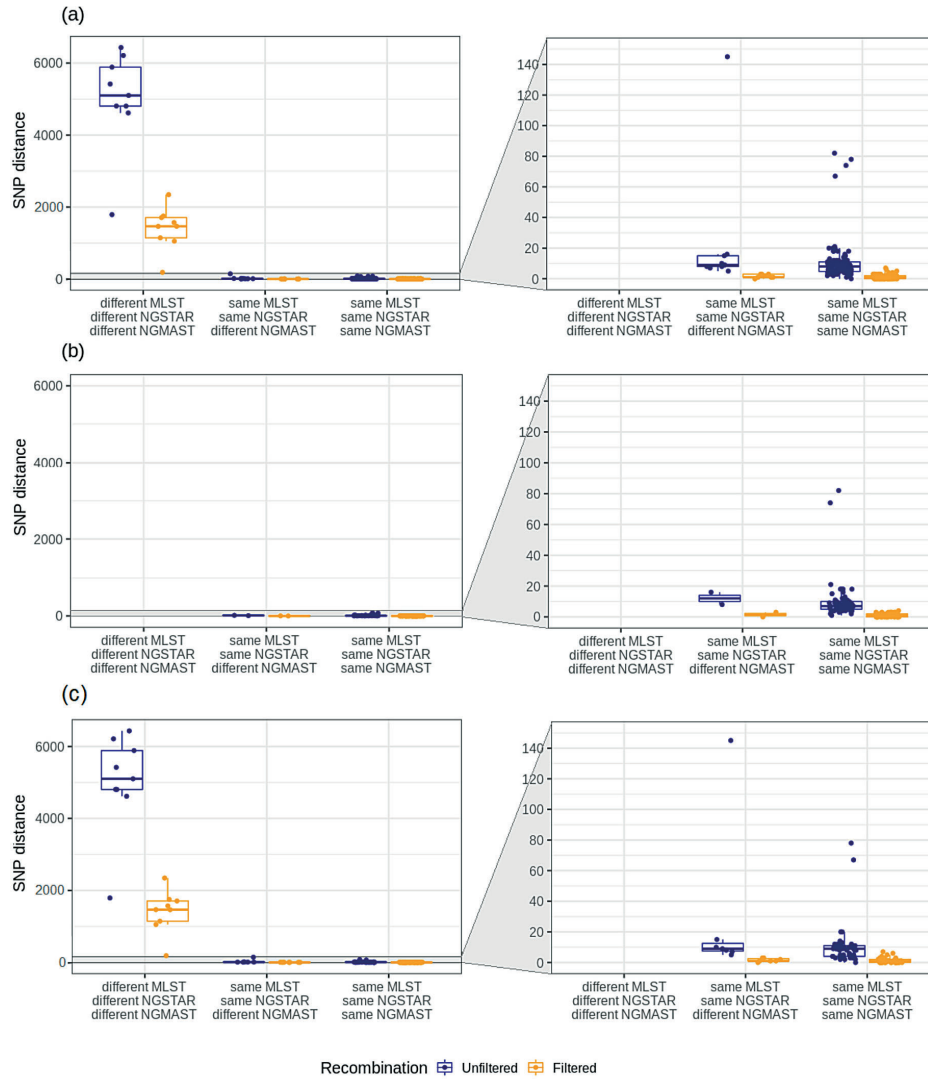 (a)
SNP distance
6000
4000
2000
0
140
120
100
80
60
40
20
0
different MLST
different NGSTAR
different NGMAST
same MLST
same NGSTAR
different NGMAST
same MLST
same NGSTAR
same NGMAST
different MLST
different NGSTAR
different NGMAST
same MLST
same NGSTAR
different NGMAST
same MLST
same NGSTAR
same NGMAST
(b)
SNP distance
6000
4000
2000
0
140
120
100
80
60
40
20
0
different MLST
different NGSTAR
different NGMAST
same MLST
same NGSTAR
different NGMAST
same MLST
same NGSTAR
same NGMAST
different MLST
different NGSTAR
different NGMAST
same MLST
same NGSTAR
different NGMAST
same MLST
same NGSTAR
same NGMAST
(c)
SNP distance
6000
4000
2000
0
140
120
100
80
60
40
20
0
different MLST
different NGSTAR
different NGMAST
same MLST
same NGSTAR
different NGMAST
same MLST
same NGSTAR
same NGMAST
different MLST
different NGSTAR
different NGMAST
same MLST
same NGSTAR
different NGMAST
same MLST
same NGSTAR
same NGMAST
Recombination Unfiltered Filtered